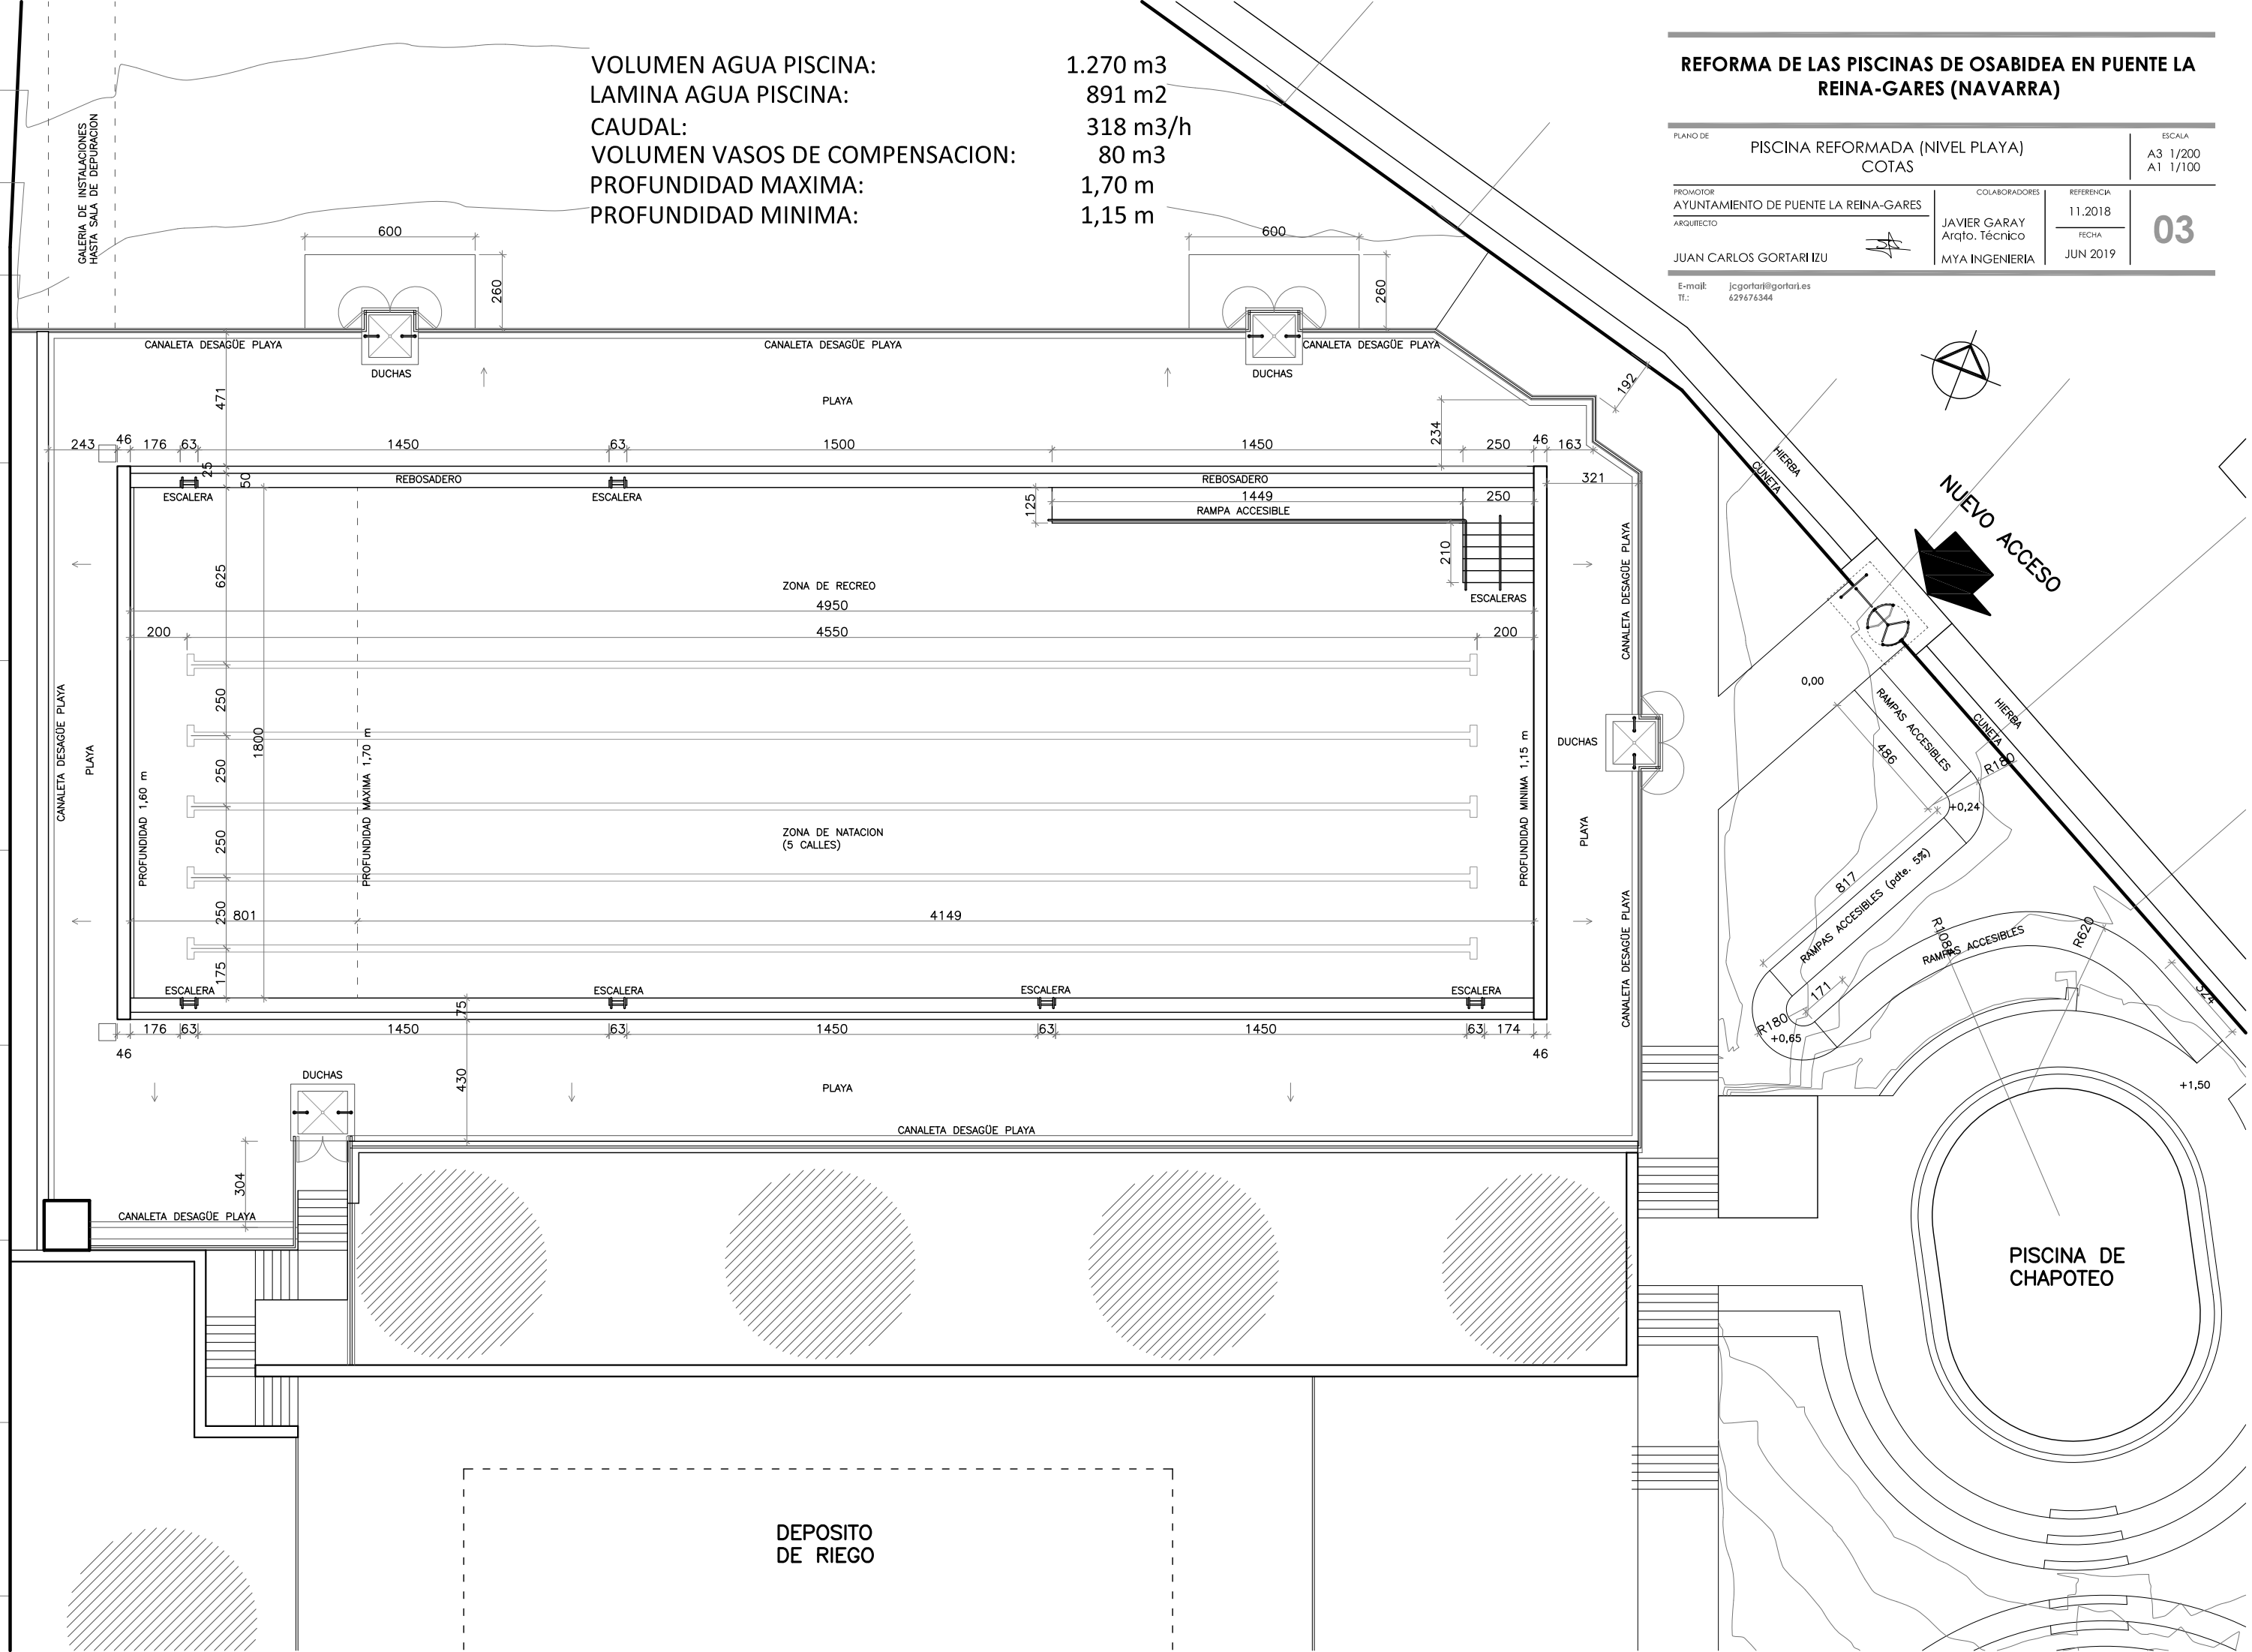 VOLUMEN AGUA PISCINA: 1.270 m3
LAMINA AGUA PISCINA: 891 m2
CAUDAL: 318 m3/h
VOLUMEN VASOS DE COMPENSACION: 80 m3
PROFUNDIDAD MAXIMA: 1,70 m
PROFUNDIDAD MINIMA: 1,15 m
REFORMA DE LAS PISCINAS DE OSABIDEA EN PUENTE LA
REINA-GARES (NAVARRA)
PLANO DE
PISCINA REFORMADA (NIVEL PLAYA)
COTAS
ESCALA
A3 1/200
A1 1/100
PROMOTOR
AYUNTAMIENTO DE PUENTE LA REINA-GARES
ARQUITECTO
JUAN CARLOS GORTARI IZU
COLABORADORES
JAVIER GARAY
Arqto. Técnico
MYA INGENIERIA
REFERENCIA
11.2018
FECHA
JUN 2019
03
E-mail: jcgortari@gortari.es
Tf.: 629676344
GALERIA DE INSTALACIONES
HASTA SALA DE DEPURACION
600
260
600
260
CANALETA DESAGÜE PLAYA
CANALETA DESAGÜE PLAYA
CANALETA DESAGÜE PLAYA
DUCHAS
DUCHAS
471
PLAYA
192
234
243
46
176
63
1450
63
1500
1450
250
46
163
25
50
REBOSADERO
REBOSADERO
321
ESCALERA
ESCALERA
125
1449
250
RAMPA ACCESIBLE
210
625
ZONA DE RECREO
ESCALERAS
4950
200
4550
200
CANALETA DESAGÜE PLAYA
HIERBA
CUNETA
NUEVO ACCESO
0,00
RAMPAS ACCESIBLES
HIERBA
CUNETA
486
R180
+0,24
817
RAMPAS ACCESIBLES (pdte. 5%)
R108
RAMPAS ACCESIBLES
R620
171
R180
+0,65
324
+1,50
CANALETA DESAGÜE PLAYA
PLAYA
PROFUNDIDAD 1,60 m
250
250
250
250
175
1800
PROFUNDIDAD MAXIMA 1,70 m
ZONA DE NATACION
(5 CALLES)
PROFUNDIDAD MINIMA 1,15 m
DUCHAS
PLAYA
CANALETA DESAGÜE PLAYA
801
4149
ESCALERA
ESCALERA
ESCALERA
ESCALERA
75
46
176
63
1450
63
1450
63
1450
63
174
46
DUCHAS
430
PLAYA
CANALETA DESAGÜE PLAYA
304
CANALETA DESAGÜE PLAYA
PISCINA DE
CHAPOTEO
DEPOSITO
DE RIEGO